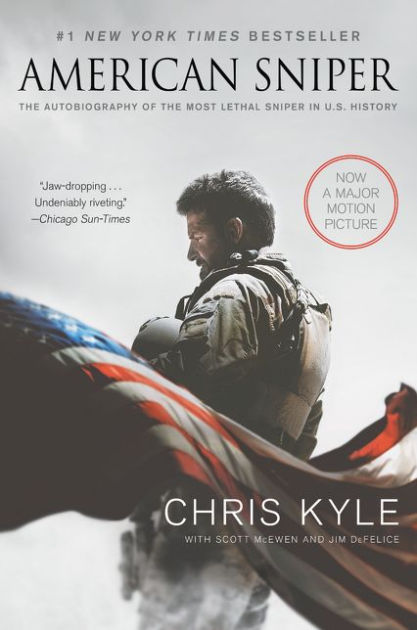 #1 NEW YORK TIMES BESTSELLER
AMERICAN SNIPER
THE AUTOBIOGRAPHY OF THE MOST LETHAL SNIPER IN U.S. HISTORY
"Jaw-dropping . . .
Undeniably riveting."
—Chicago Sun-Times
NOW
A MAJOR
MOTION
PICTURE
CHRIS KYLE
WITH SCOTT McEWEN AND JIM DeFELICE